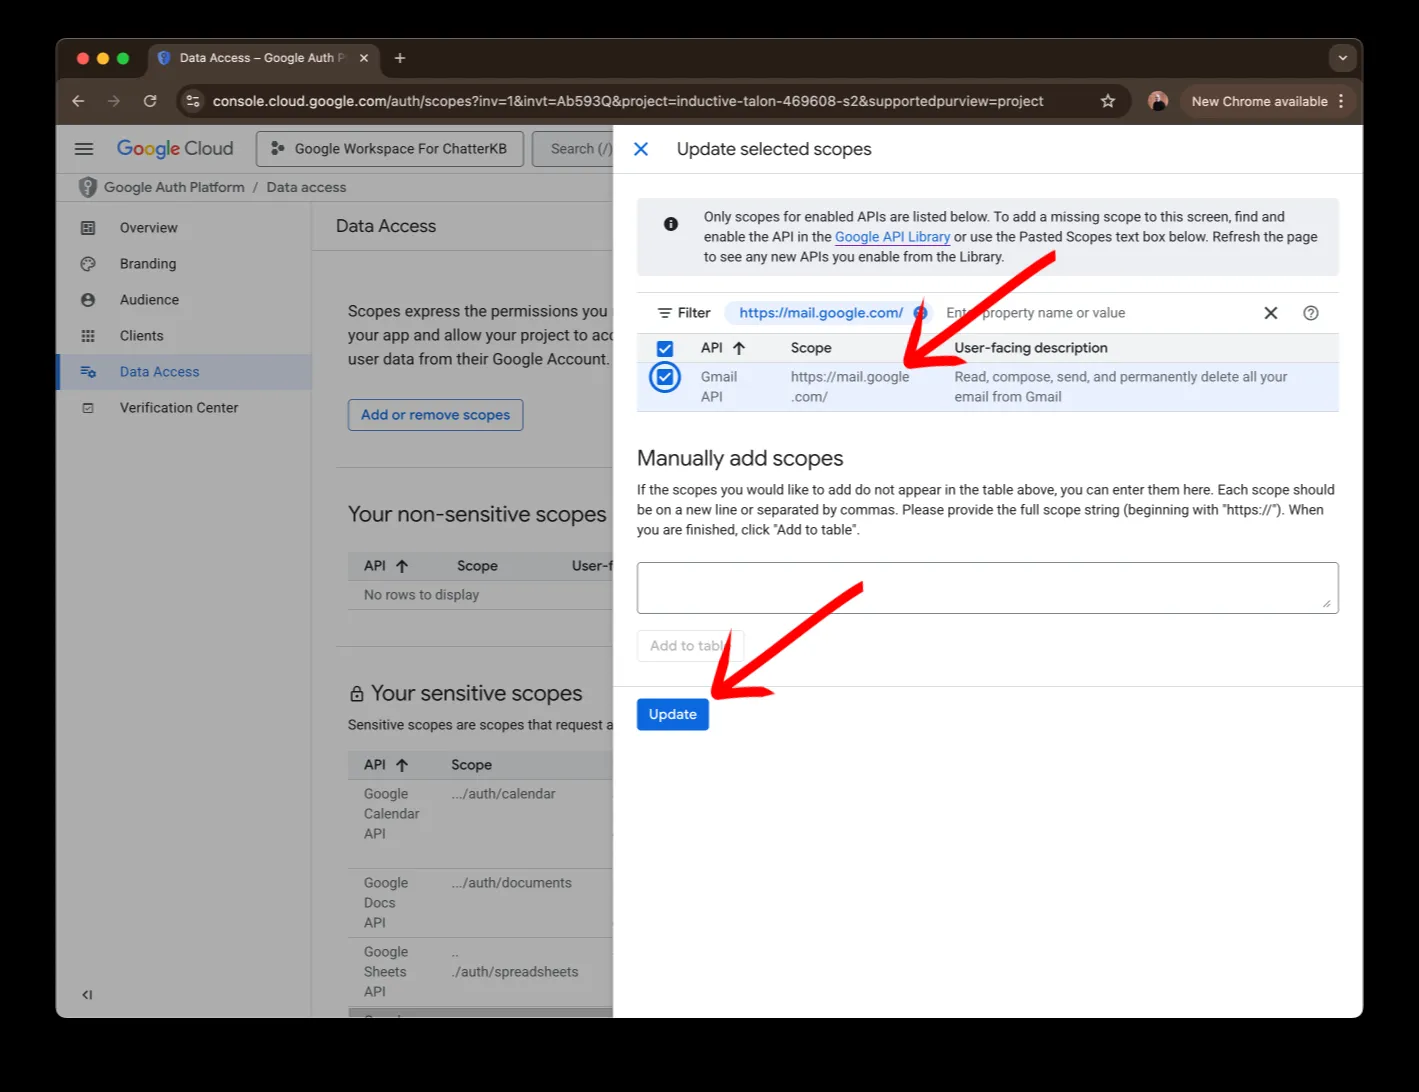 Data Access – Google Auth P
New Chrome available
console.cloud.google.com/auth/scopes?inv=1&invt=Ab593Q&project=inductive-talon-469608-s2&supportedpurview=project
Google Cloud
Google Workspace For ChatterKB
Search (/)
Google Auth Platform / Data access
Overview
Branding
Audience
Clients
Data Access
Verification Center
Data Access
Scopes express the permissions you
your app and allow your project to acc
user data from their Google Account.
Add or remove scopes
Your non-sensitive scopes
API Scope User-f
No rows to display
Your sensitive scopes
Sensitive scopes are scopes that request a
API Scope
Google .../auth/calendar
Calendar
API
Google .../auth/documents
Docs
API
Google ..
Sheets ./auth/spreadsheets
API
Update selected scopes
Only scopes for enabled APIs are listed below. To add a missing scope to this screen, find and
enable the API in the Google API Library or use the Pasted Scopes text box below. Refresh the page
to see any new APIs you enable from the Library.
Filter https://mail.google.com/ Enter property name or value
API Scope User-facing description
Gmail https://mail.google Read, compose, send, and permanently delete all your
API .com/ email from Gmail
Manually add scopes
If the scopes you would like to add do not appear in the table above, you can enter them here. Each scope should
be on a new line or separated by commas. Please provide the full scope string (beginning with "https://"). When
you are finished, click "Add to table".
Add to table
Update